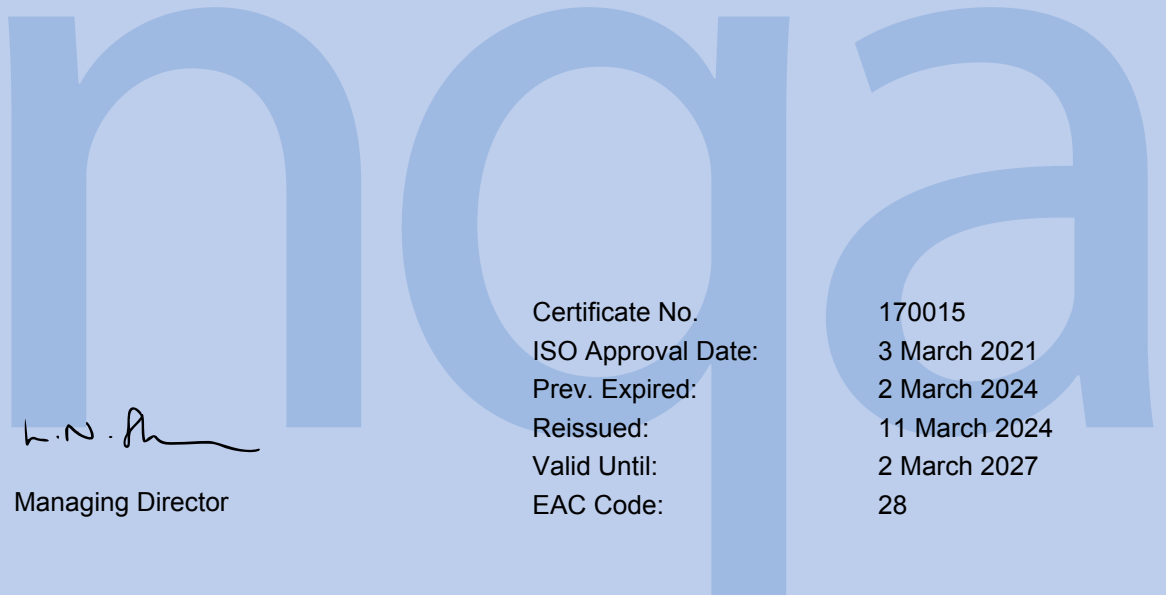 nqa
Certificate No. 170015
ISO Approval Date: 3 March 2021
Prev. Expired: 2 March 2024
Reissued: 11 March 2024
Valid Until: 2 March 2027
EAC Code: 28
Managing Director